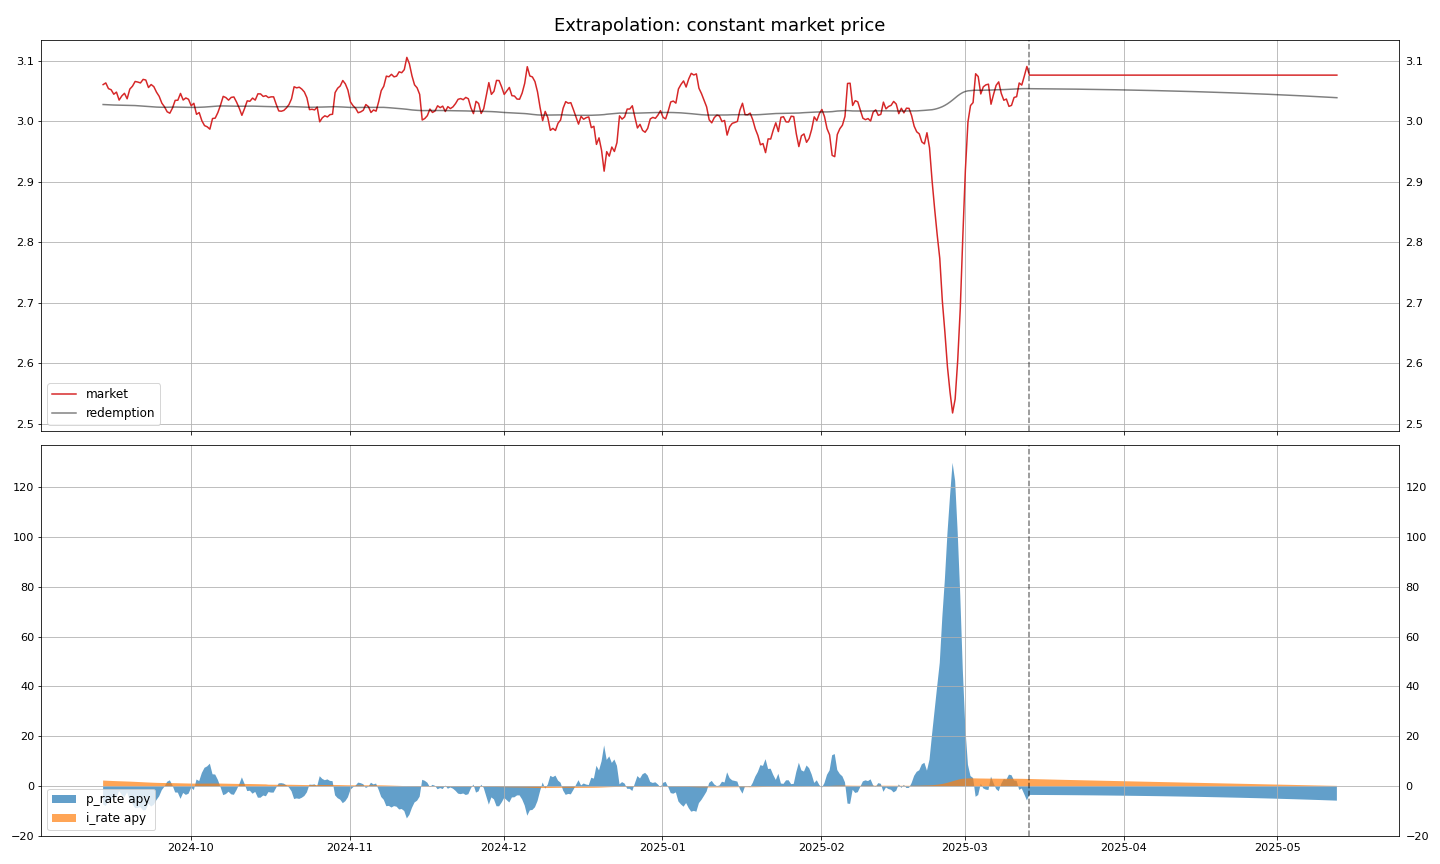 Extrapolation: constant market price
3.1 3.1
3.0 3.0
2.9 2.9
2.8 2.8
2.7 2.7
2.6 2.6
2.5 2.5
market
redemption
120 120
100 100
80 80
60 60
40 40
20 20
0 0
−20 −20
p_rate apy
i_rate apy
2024-10 2024-11 2024-12 2025-01 2025-02 2025-03 2025-04 2025-05